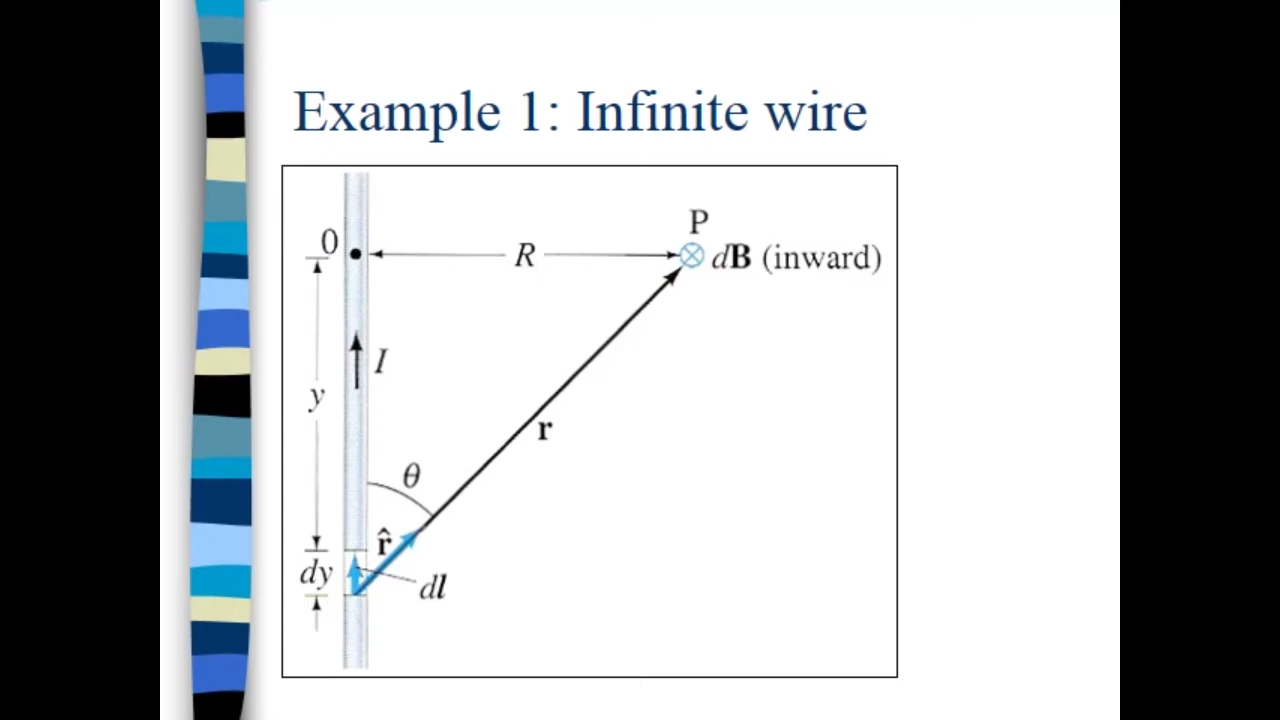 Example 1: Infinite wire
P
0
R
dB (inward)
I
y
r
θ
r̂
dy
dl